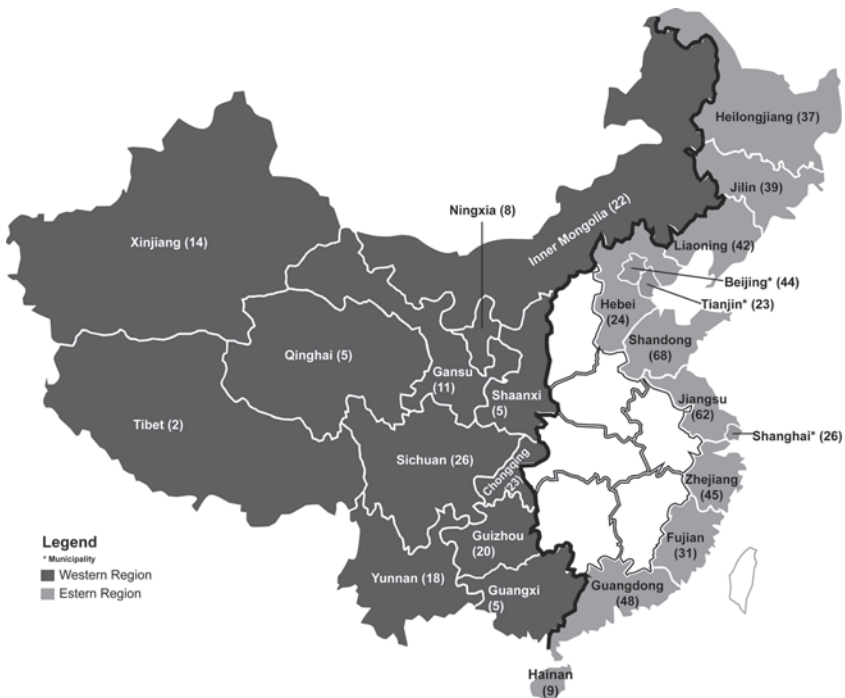 Heilongjiang (37)
Jilin (39)
Ningxia (8)
Inner Mongolia (22)
Xinjiang (14)
Liaoning (42)
Beijing* (44)
Tianjin* (23)
Hebei
(24)
Shandong
(68)
Qinghai (5)
Gansu
(11)
Shaanxi
(5)
Jiangsu
(62)
Tibet (2)
Shanghai* (26)
Sichuan (26)
Chongqing
(23)
Zhejiang
(45)
Guizhou
(20)
Fujian
(31)
Legend
* Municipality
Western Region
Estern Region
Yunnan (18)
Guangxi
(5)
Guangdong
(48)
Hainan
(9)